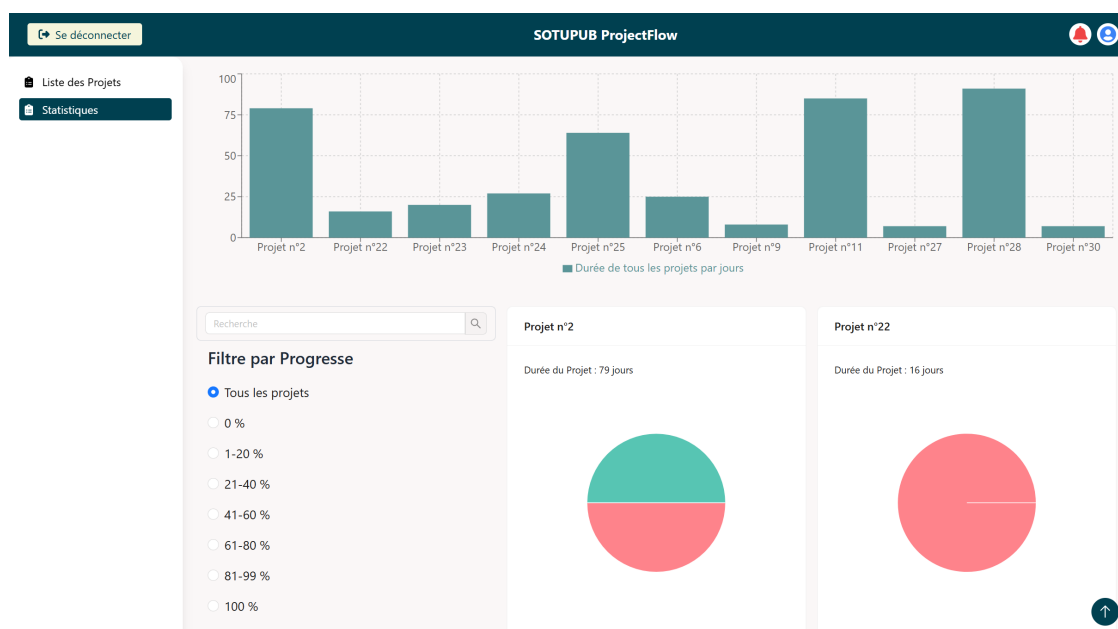 Se déconnecter
SOTUPUB ProjectFlow
Liste des Projets
Statistiques
100
75
50
25
0
Projet n°2 Projet n°22 Projet n°23 Projet n°24 Projet n°25 Projet n°6 Projet n°9 Projet n°11 Projet n°27 Projet n°28 Projet n°30
Durée de tous les projets par jours
Recherche
Filtre par Progresse
Tous les projets
0 %
1-20 %
21-40 %
41-60 %
61-80 %
81-99 %
100 %
Projet n°2
Durée du Projet : 79 jours
Projet n°22
Durée du Projet : 16 jours